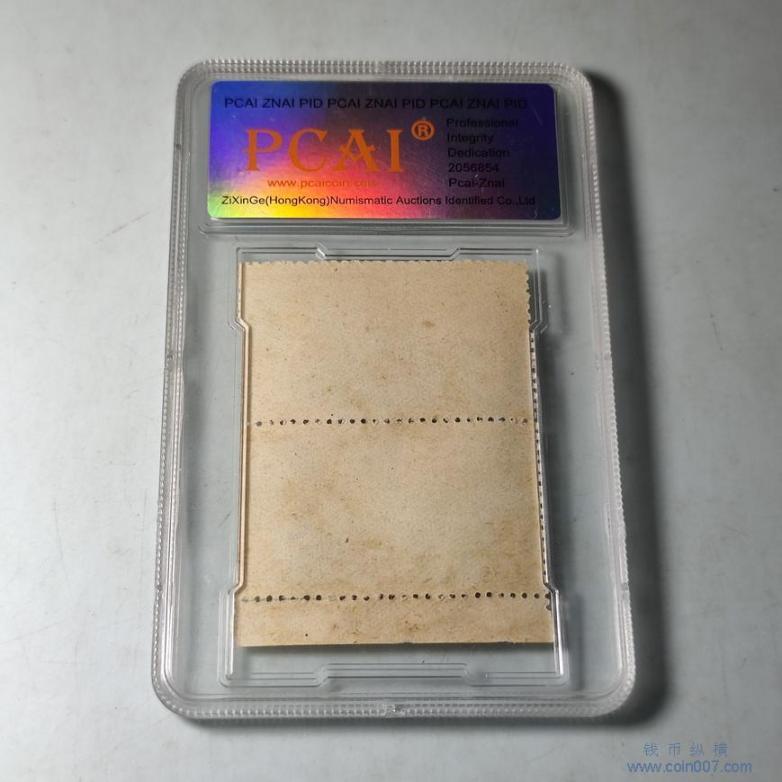 PCAI ZNAI PID PCAI ZNAI PID PCAI ZNAI PID
PCAI®
Professional
Integrity
Dedication
2056854
www.pcaicoin.com
Pcai-Znai
ZiXinGe(HongKong)Numismatic Auctions Identified Co.,Ltd
钱币纵横
www.coin007.com